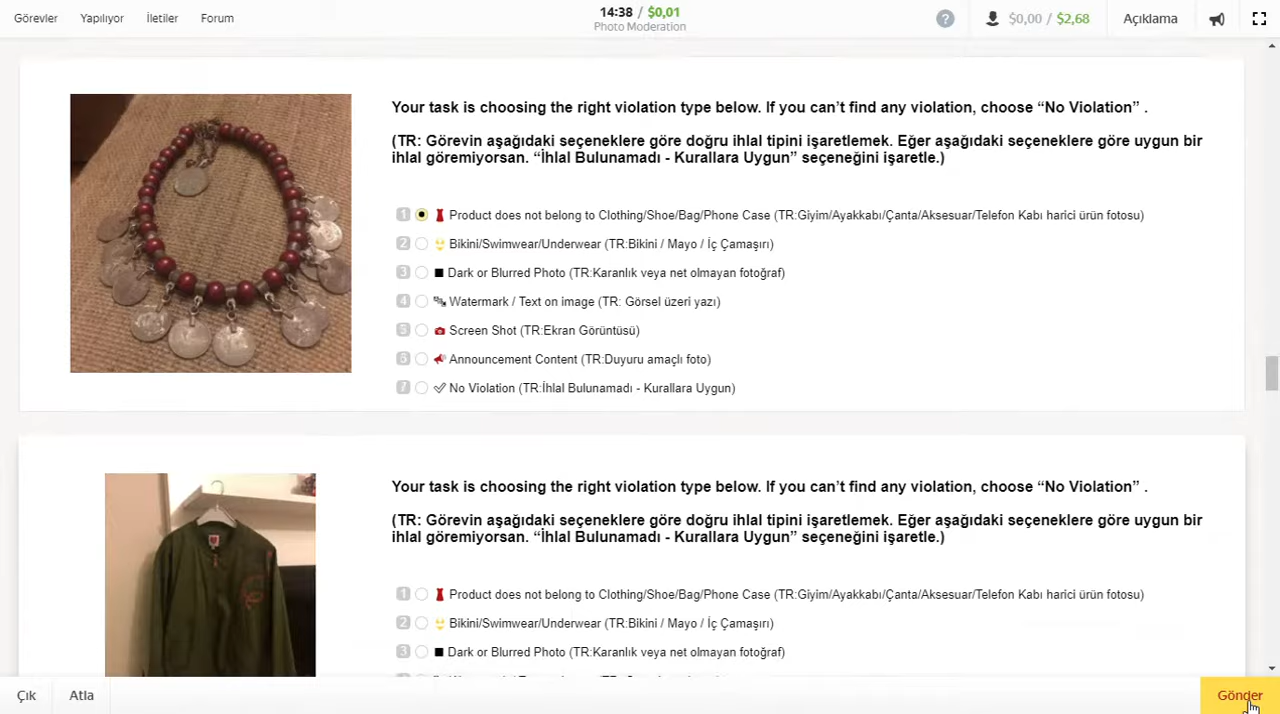 Görevler Yapılıyor İletiler Forum
14:38 / $0,01
Photo Moderation
? $0,00 / $2,68 Açıklama
Your task is choosing the right violation type below. If you can’t find any violation, choose “No Violation” .
(TR: Görevin aşağıdaki seçeneklere göre doğru ihlal tipini işaretlemek. Eğer aşağıdaki seçeneklere göre uygun bir
ihlal göremiyorsan. “İhlal Bulunamadı - Kurallara Uygun” seçeneğini işaretle.)
1 Product does not belong to Clothing/Shoe/Bag/Phone Case (TR:Giyim/Ayakkabı/Çanta/Aksesuar/Telefon Kabı harici ürün fotosu)
2 Bikini/Swimwear/Underwear (TR:Bikini / Mayo / İç Çamaşırı)
3 Dark or Blurred Photo (TR:Karanlık veya net olmayan fotoğraf)
4 Watermark / Text on image (TR: Görsel üzeri yazı)
5 Screen Shot (TR:Ekran Görüntüsü)
6 Announcement Content (TR:Duyuru amaçlı foto)
7 No Violation (TR:İhlal Bulunamadı - Kurallara Uygun)
Your task is choosing the right violation type below. If you can’t find any violation, choose “No Violation” .
(TR: Görevin aşağıdaki seçeneklere göre doğru ihlal tipini işaretlemek. Eğer aşağıdaki seçeneklere göre uygun bir
ihlal göremiyorsan. “İhlal Bulunamadı - Kurallara Uygun” seçeneğini işaretle.)
1 Product does not belong to Clothing/Shoe/Bag/Phone Case (TR:Giyim/Ayakkabı/Çanta/Aksesuar/Telefon Kabı harici ürün fotosu)
2 Bikini/Swimwear/Underwear (TR:Bikini / Mayo / İç Çamaşırı)
3 Dark or Blurred Photo (TR:Karanlık veya net olmayan fotoğraf)
Çık Atla Gönder